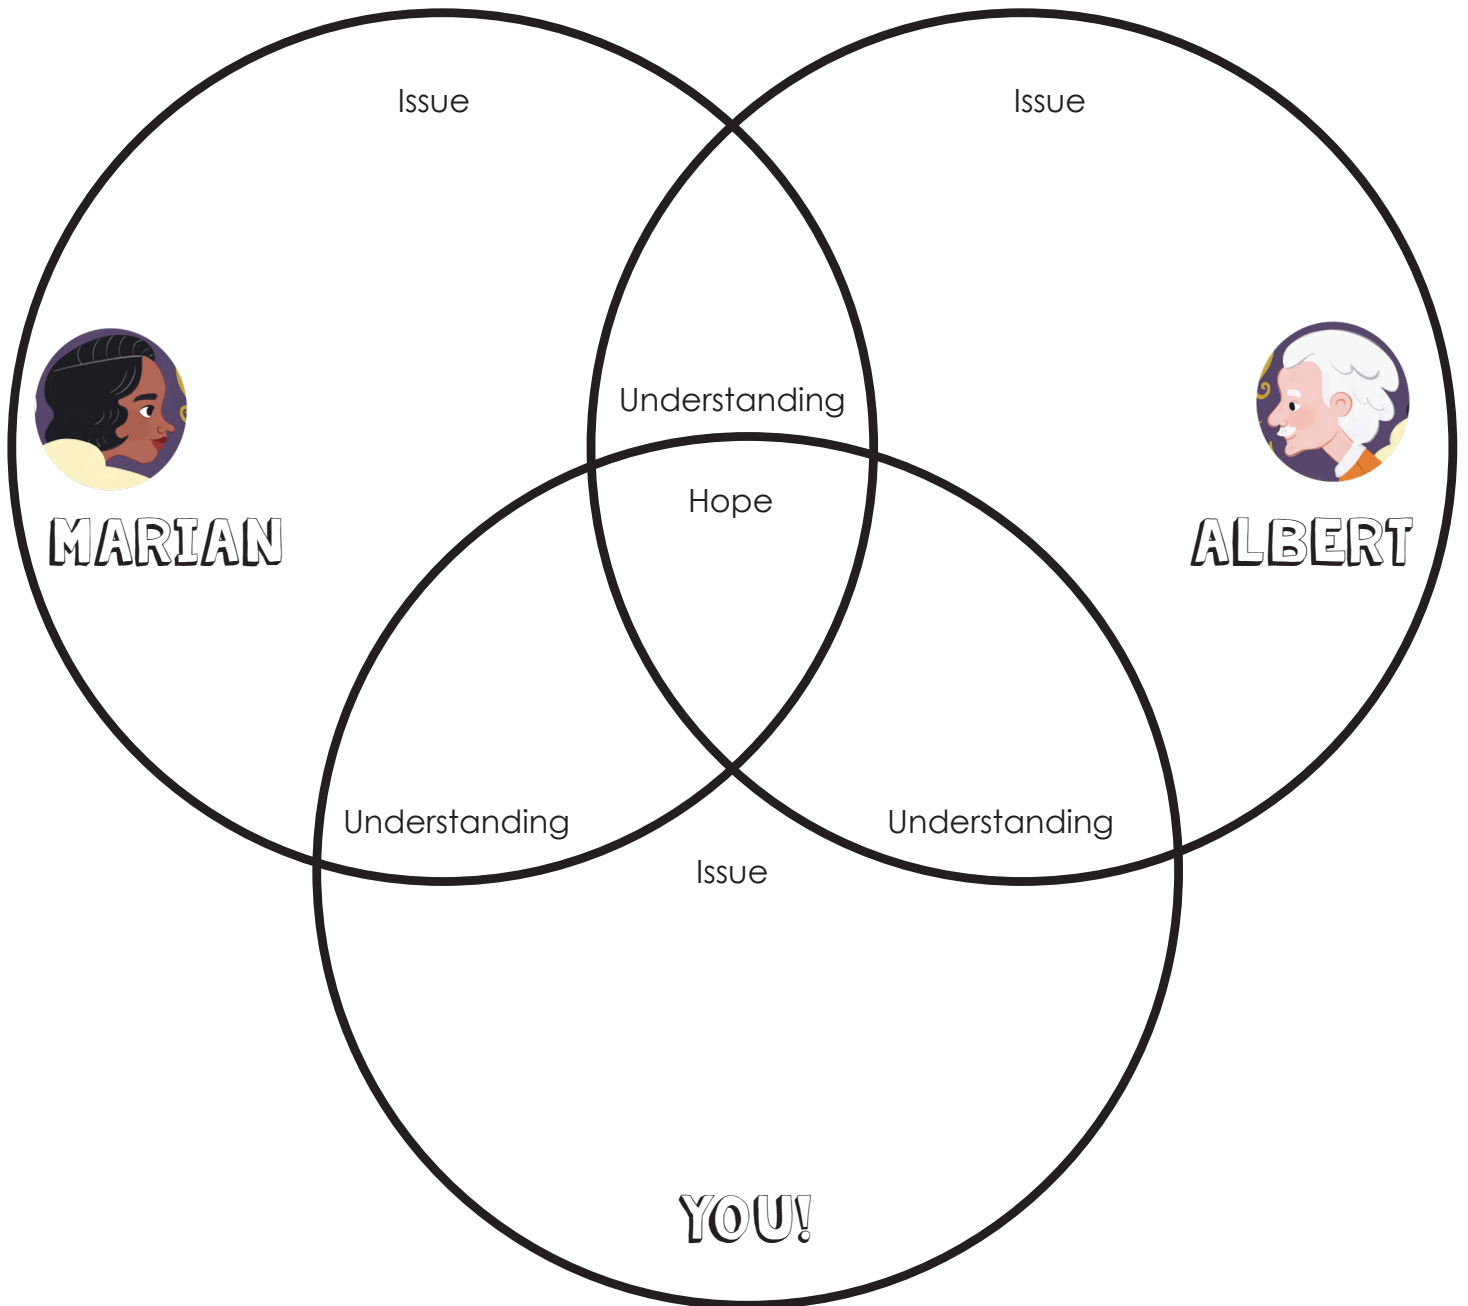 Issue
Issue
Understanding
Hope
MARIAN
ALBERT
Understanding
Understanding
Issue
YOU!